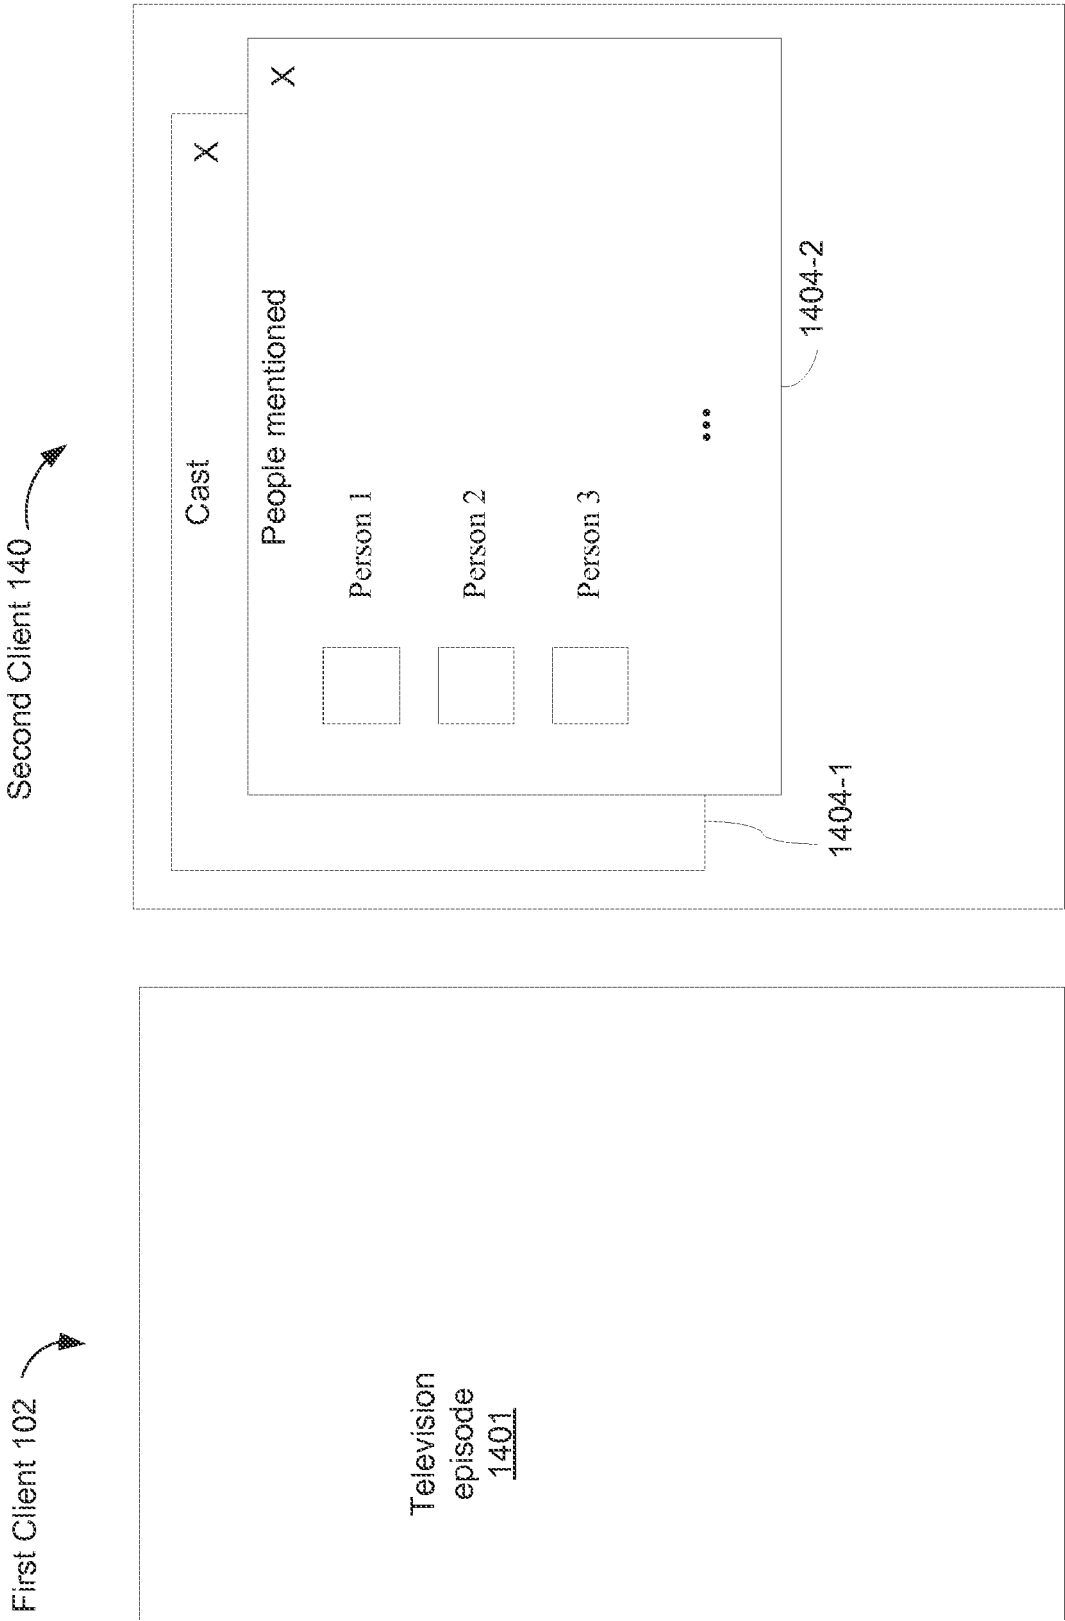 First Client 102
Television
episode
1401
Second Client 140
Cast
X
People mentioned
X
Person 1
Person 2
Person 3
...
1404-1
1404-2